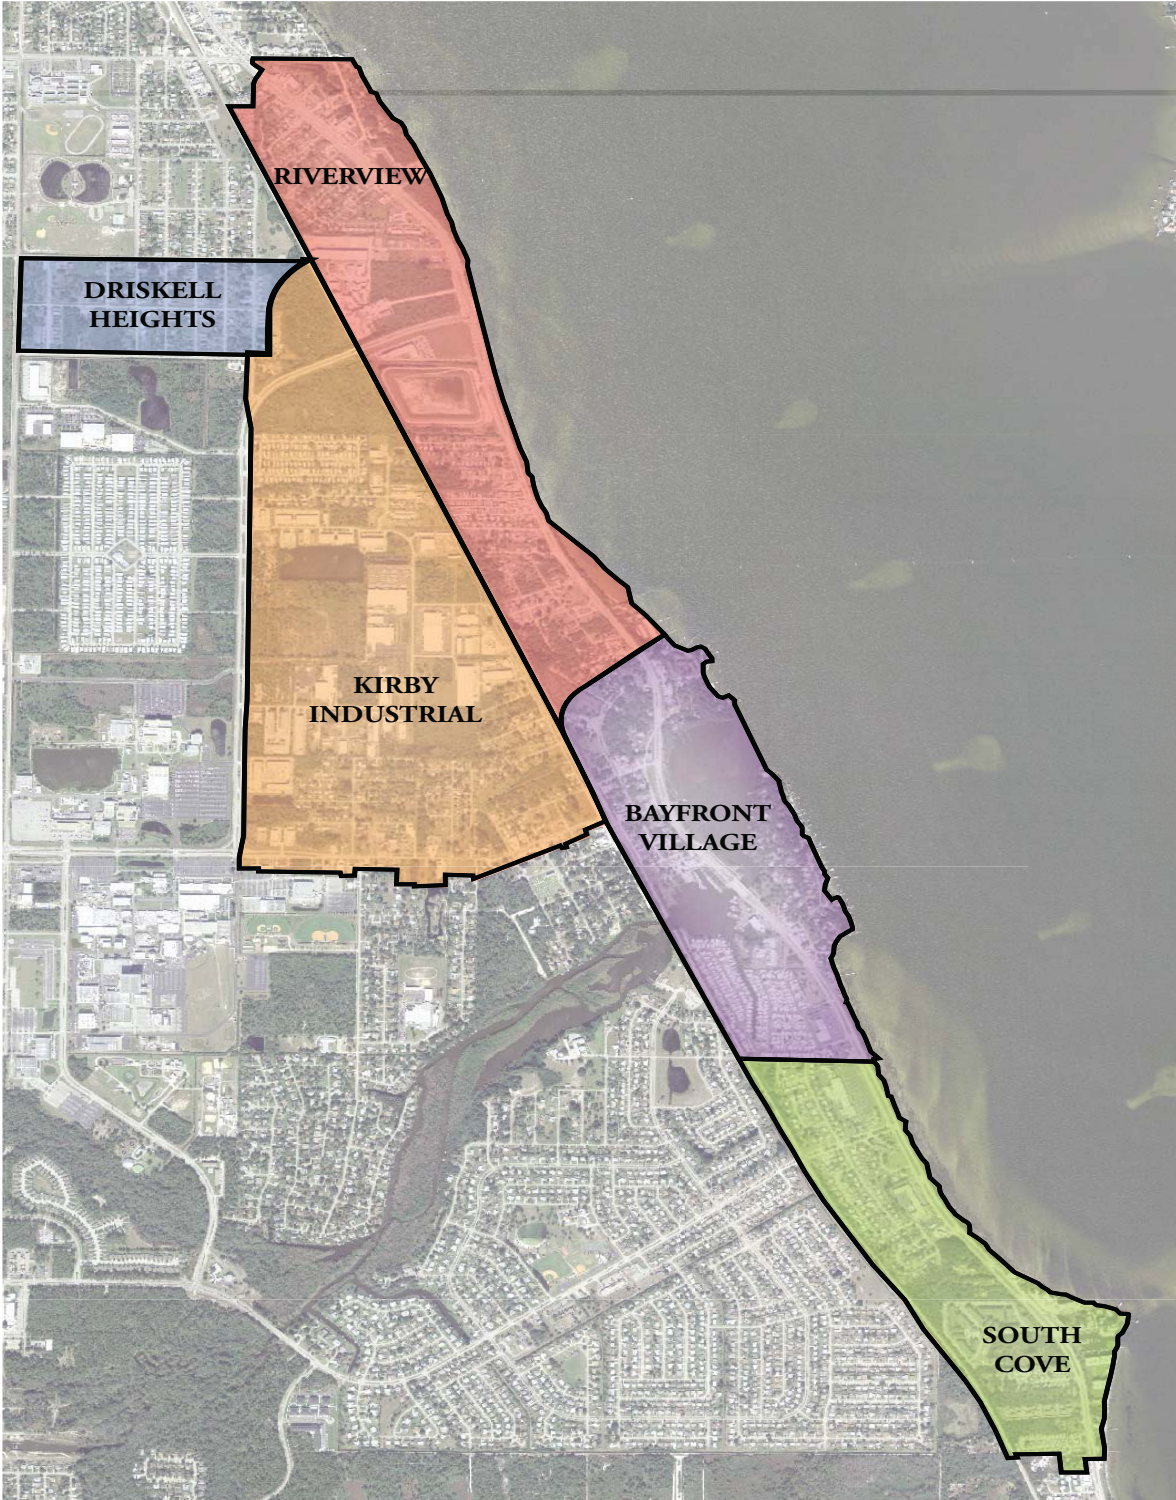 RIVERVIEW
DRISKELL
HEIGHTS
KIRBY
INDUSTRIAL
BAYFRONT
VILLAGE
SOUTH
COVE